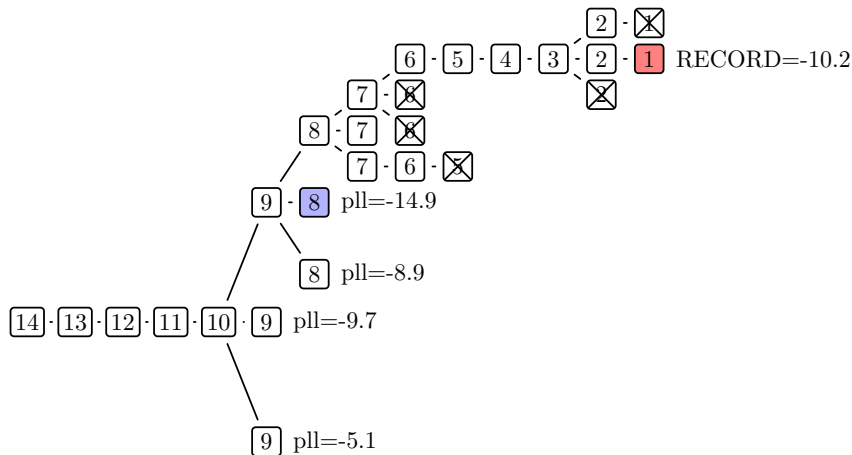 2 1
6 5 4 3 2 1 RECORD=-10.2
7 6 2
8 7 6
7 6 5
9 8 pll=-14.9
8 pll=-8.9
14 13 12 11 10 9 pll=-9.7
9 pll=-5.1